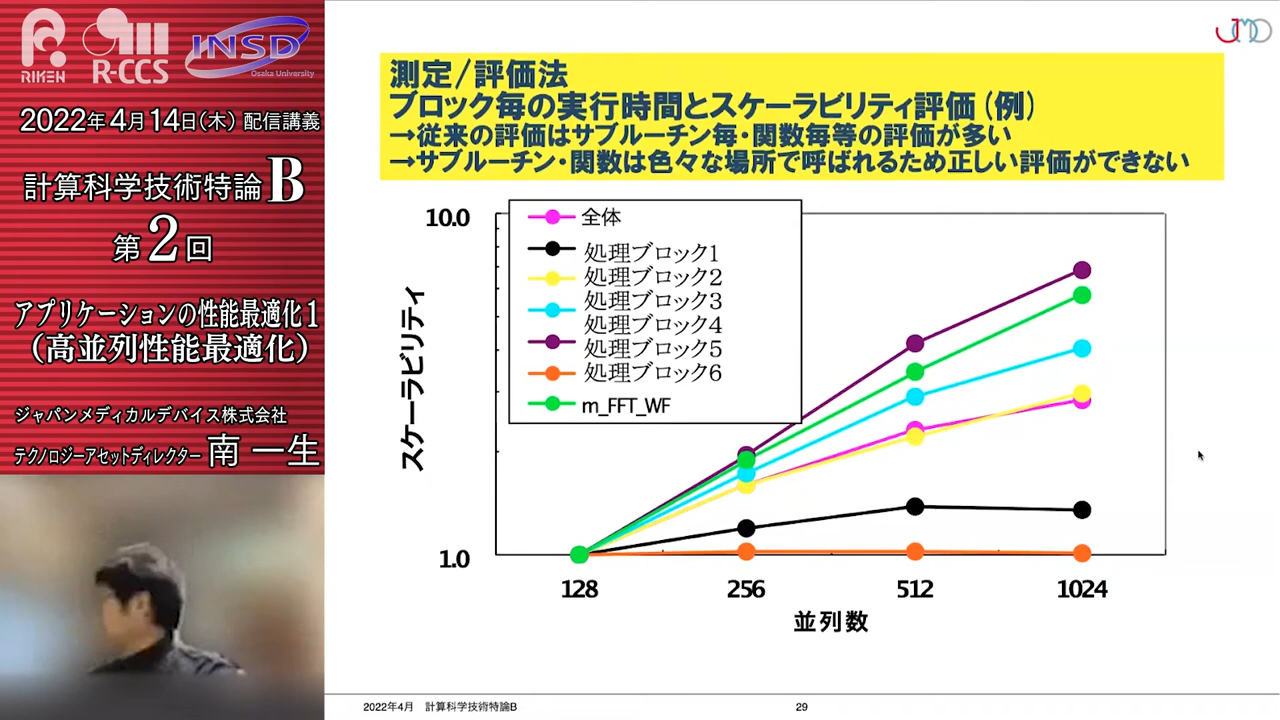 RIKEN
R-CCS
INSD
Osaka University
2022年4月14日(木) 配信講義
計算科学技術特論B
第2回
アプリケーションの性能最適化1
(高並列性能最適化)
ジャパンメディカルデバイス株式会社
テクノロジーアセットディレクター 南 一生
JMD
測定/評価法
ブロック毎の実行時間とスケーラビリティ評価(例)
→従来の評価はサブルーチン毎・関数毎等の評価が多い
→サブルーチン・関数は色々な場所で呼ばれるため正しい評価ができない
スケーラビリティ
10.0
1.0
全体
処理ブロック1
処理ブロック2
処理ブロック3
処理ブロック4
処理ブロック5
処理ブロック6
m_FFT_WF
128 256 512 1024
並列数
2022年4月 計算科学技術特論B
29